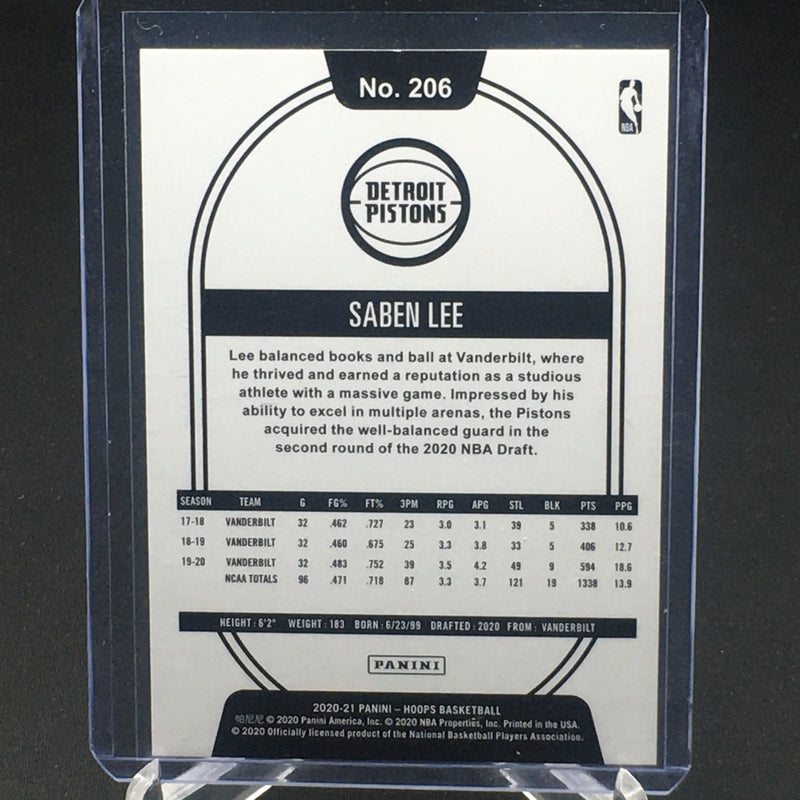 No. 206
NBA
DETROIT
PISTONS
SABEN LEE
Lee balanced books and ball at Vanderbilt, where
he thrived and earned a reputation as a studious
athlete with a massive game. Impressed by his
ability to excel in multiple arenas, the Pistons
acquired the well-balanced guard in the
second round of the 2020 NBA Draft.
SEASON TEAM G FG% FT% 3PM RPG APG STL BLK PTS PPG
17-18 VANDERBILT 32 .462 .727 23 3.0 3.1 39 5 338 10.6
18-19 VANDERBILT 32 .460 .675 25 3.3 3.8 33 5 406 12.7
19-20 VANDERBILT 32 .483 .752 39 3.5 4.2 49 9 594 18.6
NCAA TOTALS 96 .471 .718 87 3.3 3.7 121 19 1338 13.9
HEIGHT: 6'2" WEIGHT: 183 BORN: 6/23/99 DRAFTED: 2020 FROM: VANDERBILT
PANINI
2020-21 PANINI – HOOPS BASKETBALL
帕尼尼 © 2020 Panini America, Inc. © 2020 NBA Properties, Inc. Printed in the USA.
© 2020 Officially licensed product of the National Basketball Players Association.